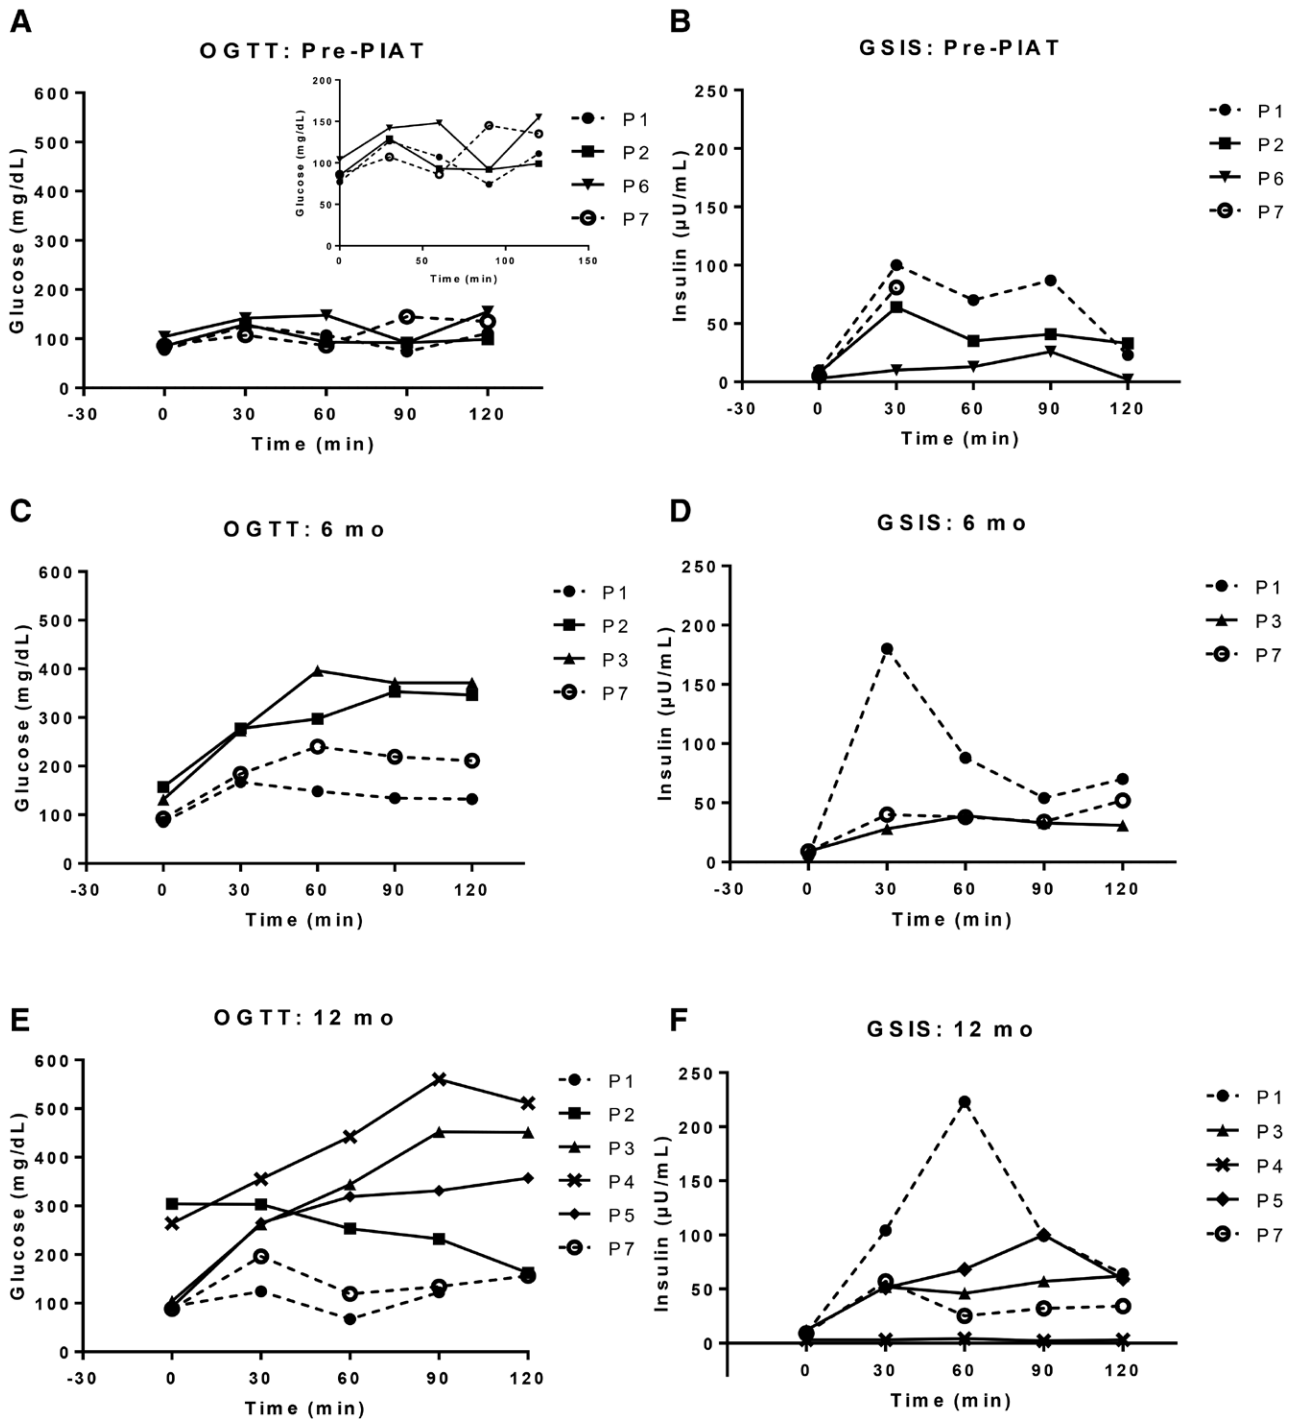 A
OGTT: Pre-PIAT
Glucose (mg/dL)
600
500
400
300
200
100
0
-30 0 30 60 90 120
Time (min)
Glucose (mg/dL)
200
150
100
50
0
0 50 100 150
Time (min)
P1
P2
P6
P7
B
GSIS: Pre-PIAT
Insulin (µU/mL)
250
200
150
100
50
0
-30 0 30 60 90 120
Time (min)
P1
P2
P6
P7
C
OGTT: 6 mo
Glucose (mg/dL)
600
500
400
300
200
100
0
-30 0 30 60 90 120
Time (min)
P1
P2
P3
P7
D
GSIS: 6 mo
Insulin (µU/mL)
250
200
150
100
50
0
-30 0 30 60 90 120
Time (min)
P1
P3
P7
E
OGTT: 12 mo
Glucose (mg/dL)
600
500
400
300
200
100
0
-30 0 30 60 90 120
Time (min)
P1
P2
P3
P4
P5
P7
F
GSIS: 12 mo
Insulin (µU/mL)
250
200
150
100
50
0
0 30 60 90 120
Time (min)
P1
P3
P4
P5
P7